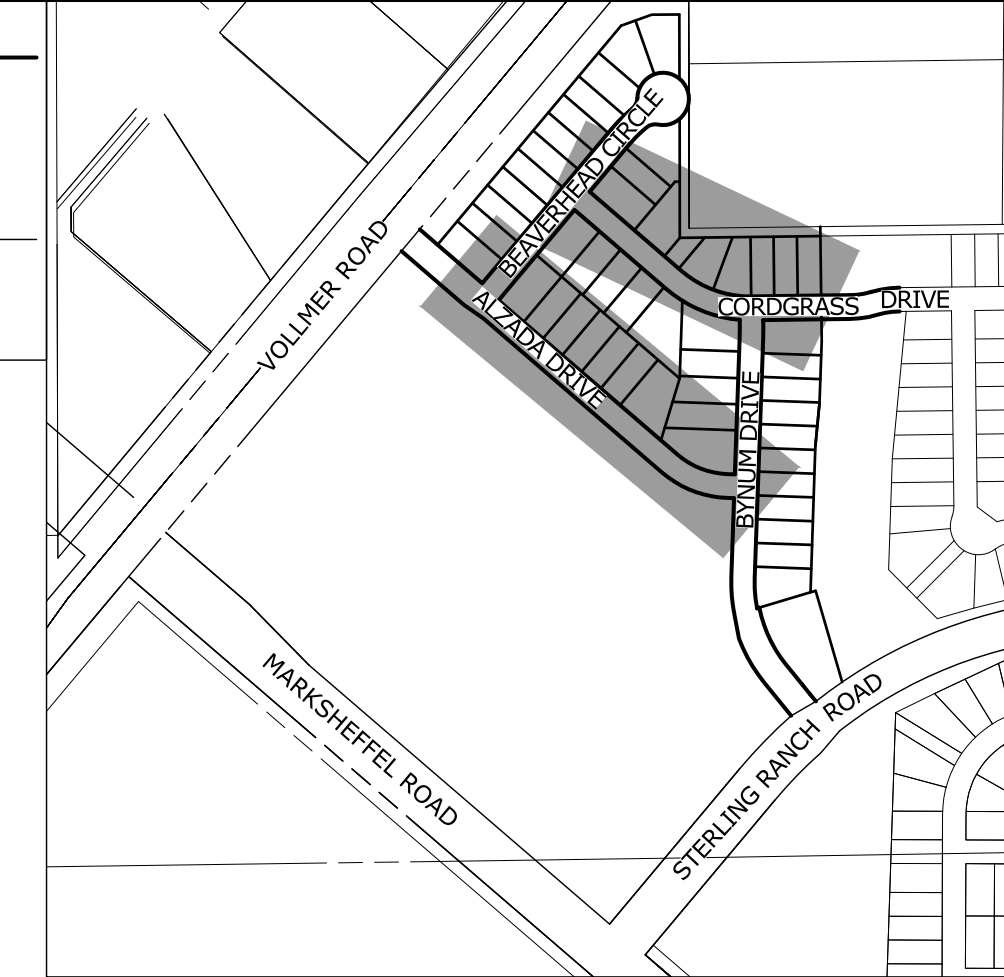 BEAVERHEAD CIRCLE
VOLLMER ROAD
ALZADA DRIVE
CORDGRASS DRIVE
BYNUM DRIVE
MARKSHEFFEL ROAD
STERLING RANCH ROAD